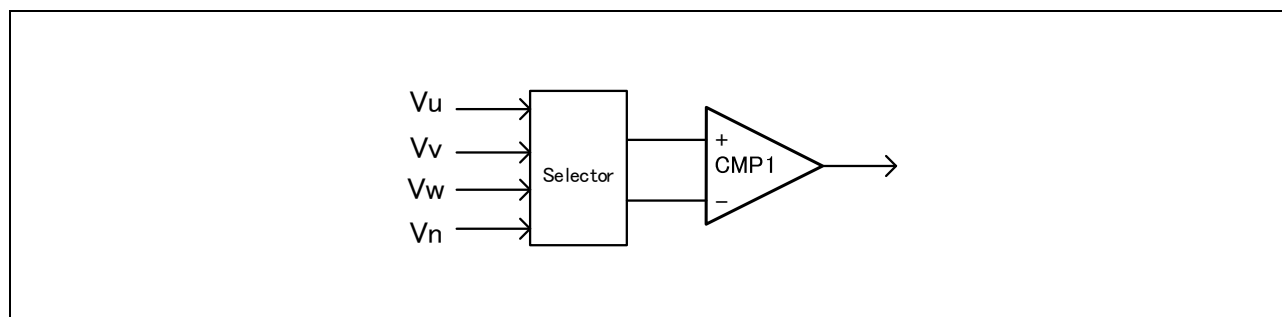 Vu
Vv
Vw
Vn
Selector
+
CMP1
−